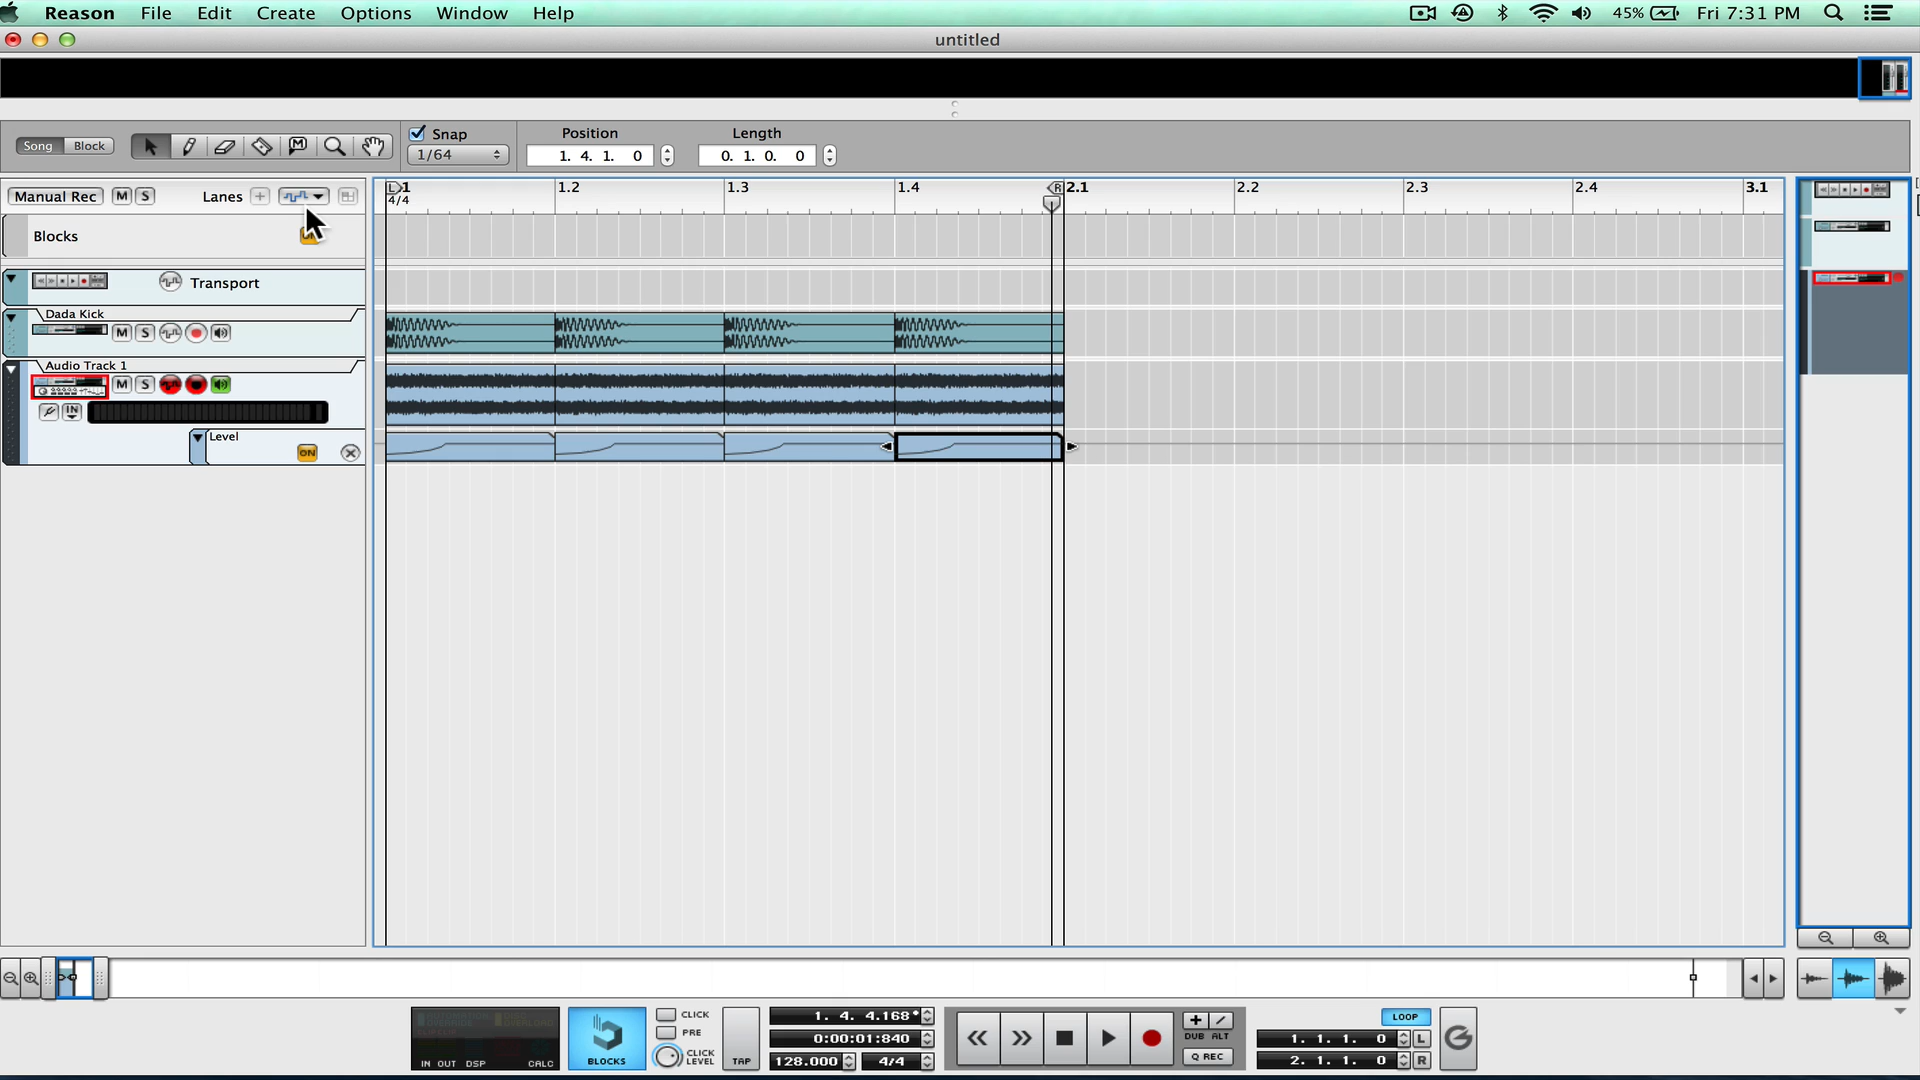 Reason File Edit Create Options Window Help 45% Fri 7:31 PM
untitled
Song Block M Snap 1/64 Position 1. 4. 1. 0 Length 0. 1. 0. 0
Manual Rec M S Lanes L 1 1.2 1.3 1.4 R 2.1 2.2 2.3 2.4 3.1
4/4
Blocks
Transport
Dada Kick
M S
Audio Track 1
M S
IN
Level
ON
BLOCKS
IN OUT DSP CALC
CLICK
PRE
CLICK LEVEL
TAP
1. 4. 4.168*
0:00:01:840
128.000 4/4
DUB ALT
Q REC
LOOP
1. 1. 1. 0 L
2. 1. 1. 0 R